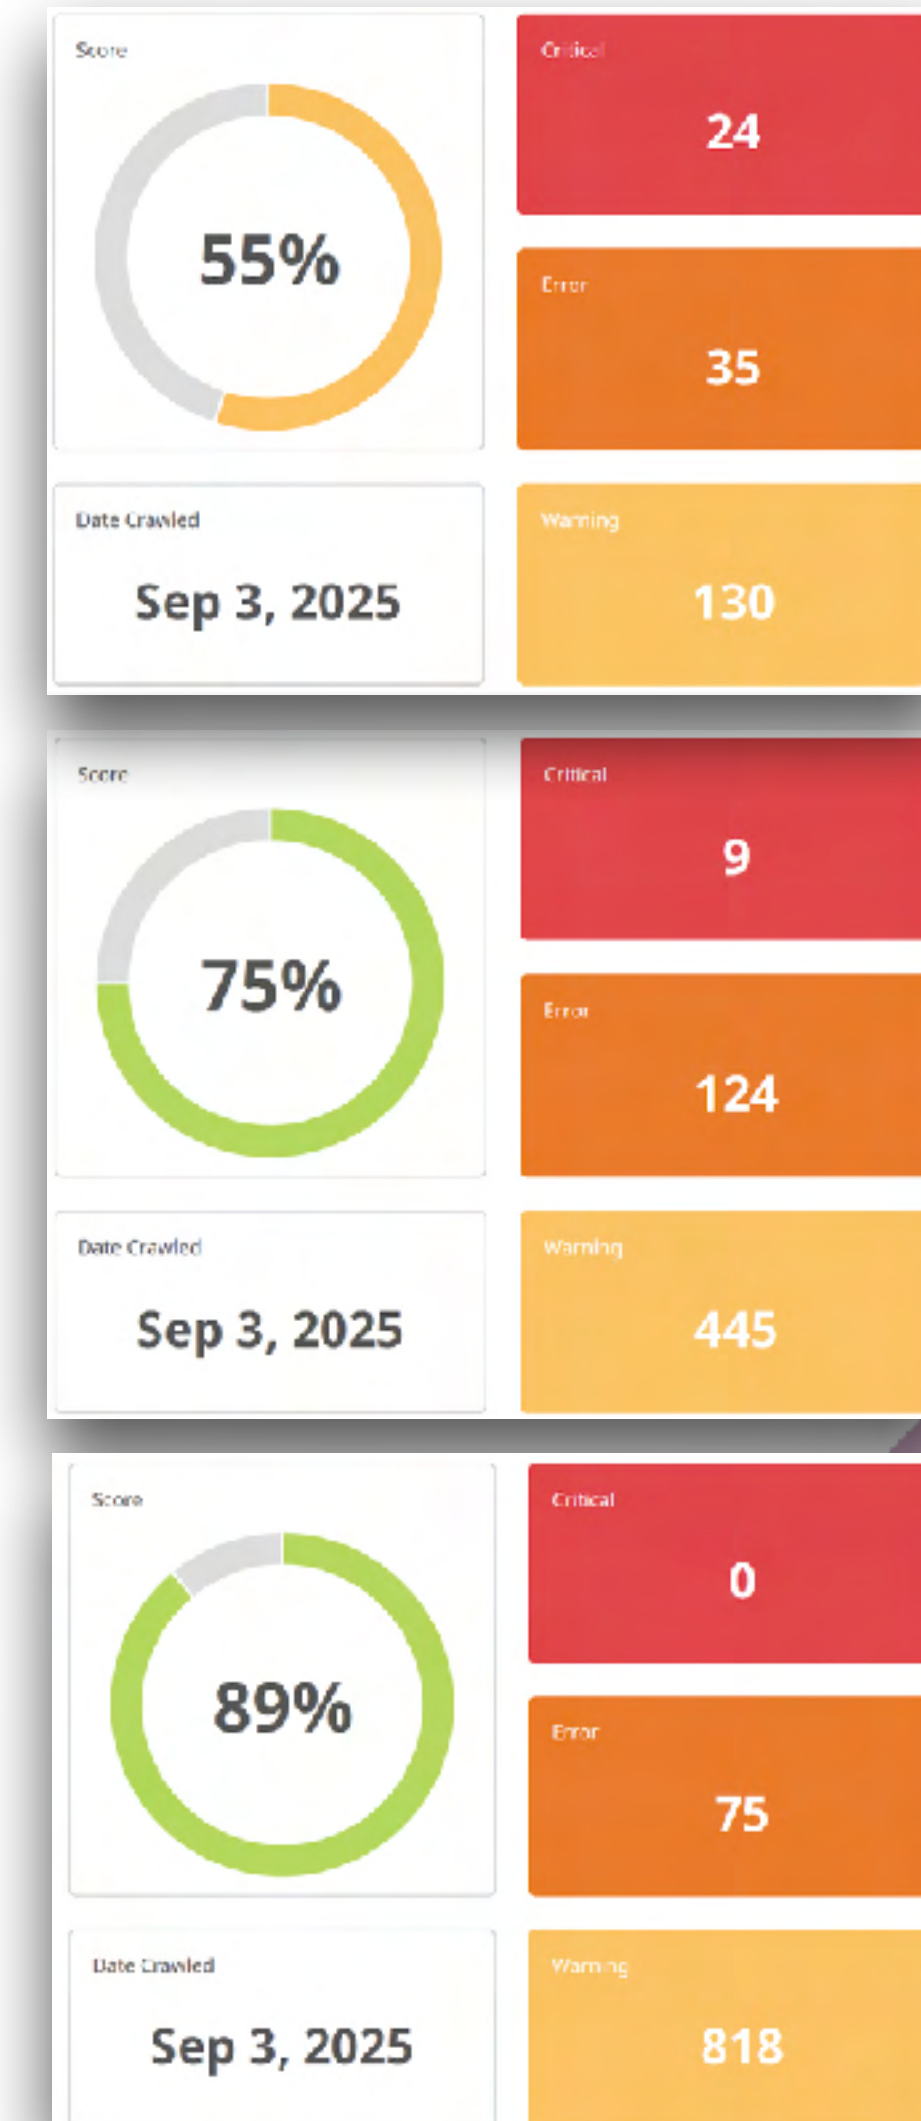 Score
55%
Critical
24
Error
35
Date Crawled
Sep 3, 2025
Warning
130
Score
75%
Critical
9
Error
124
Date Crawled
Sep 3, 2025
Warning
445
Score
89%
Critical
0
Error
75
Date Crawled
Sep 3, 2025
Warning
818